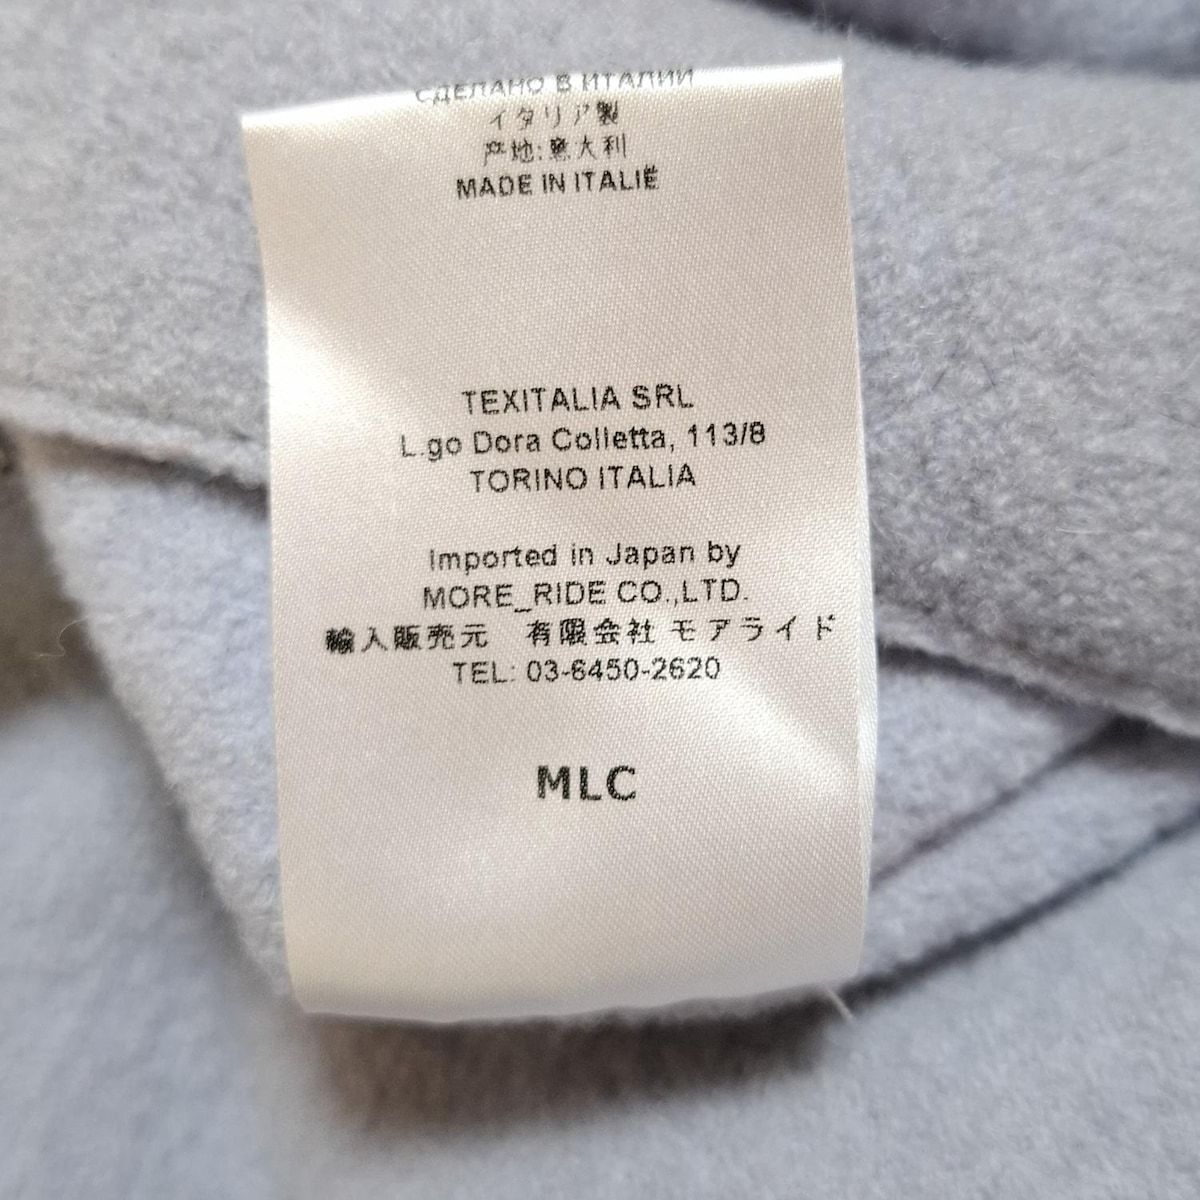 СДЕЛАНО В ИТАЛИИ
イタリア製
产地:意大利
MADE IN ITALIË
TEXITALIA SRL
L.go Dora Colletta, 113/8
TORINO ITALIA
Imported in Japan by
MORE_RIDE CO.,LTD.
輸入販売元 有限会社 モアライド
TEL: 03-6450-2620
MLC